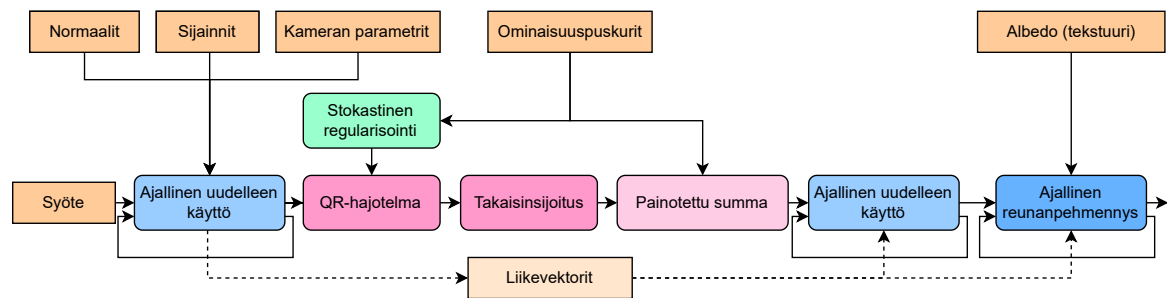 Normaalit
Sijainnit
Kameran parametrit
Ominaisuuspuskurit
Albedo (tekstuuri)
Stokastinen
regularisointi
Syöte
Ajallinen uudelleen
käyttö
QR-hajotelma
Takaisinsijoitus
Painotettu summa
Ajallinen uudelleen
käyttö
Ajallinen
reunanpehmennys
Liikevektorit